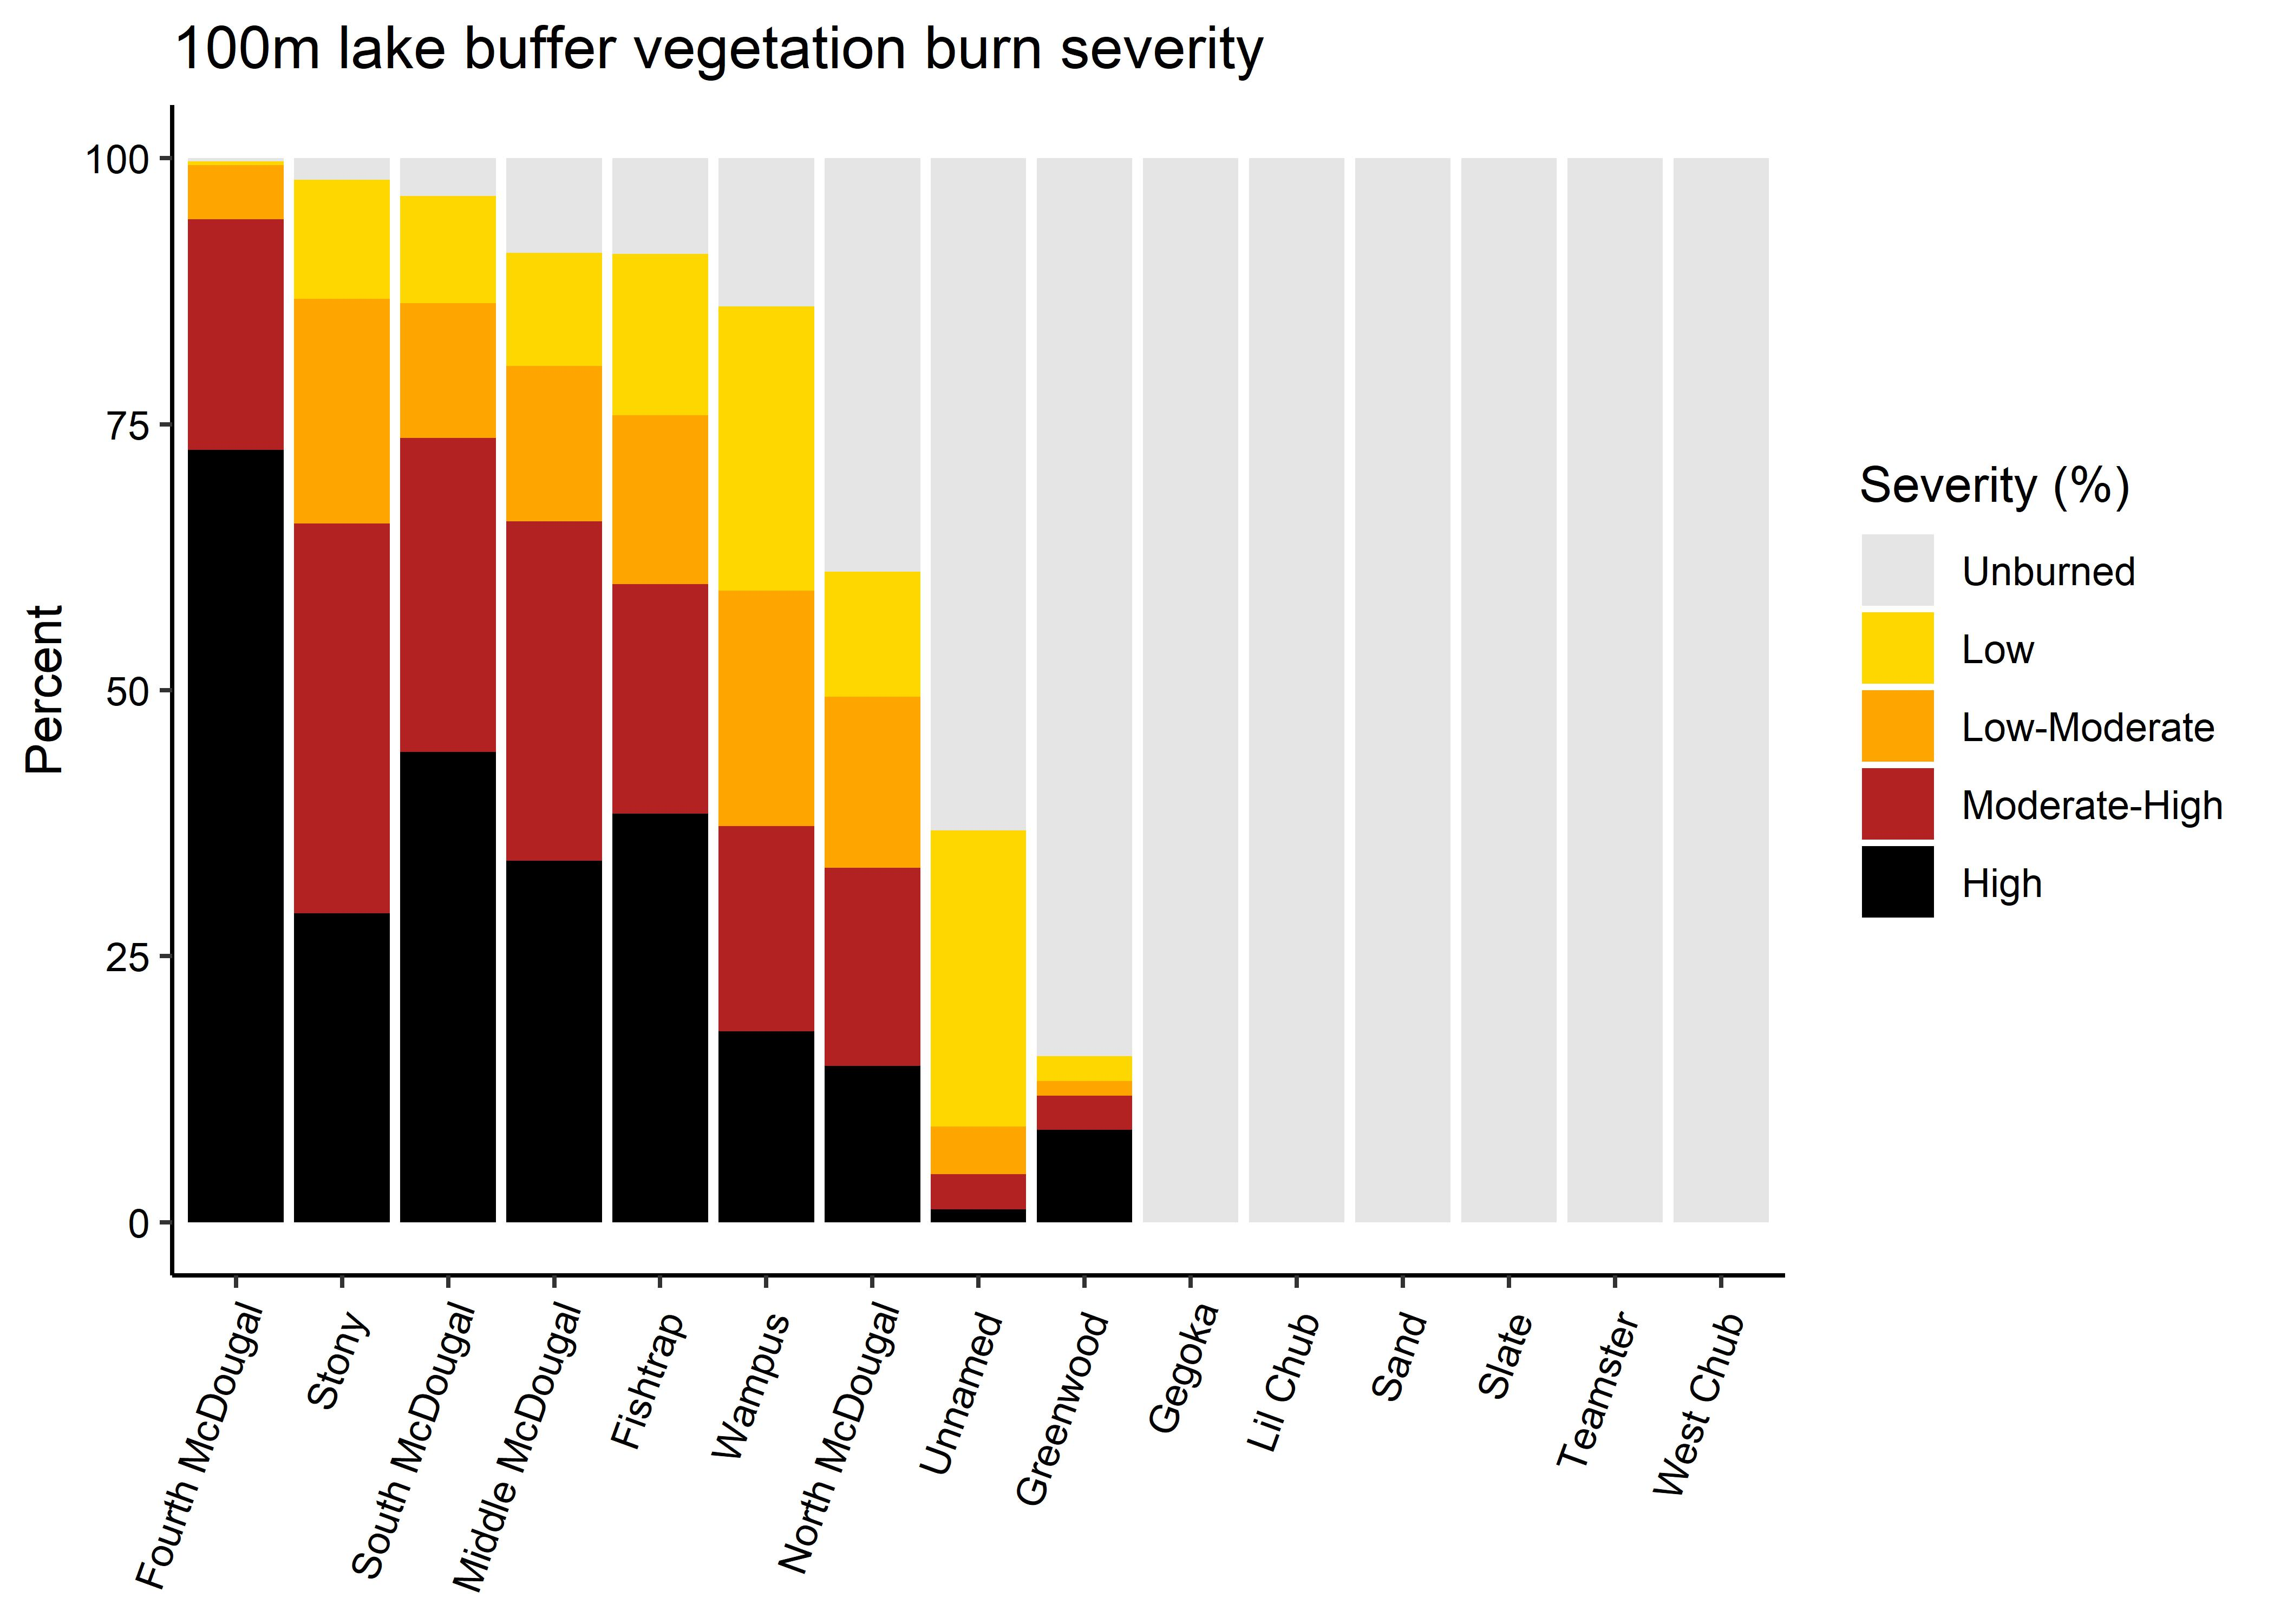 100m lake buffer vegetation burn severity
Percent
100
75
50
25
0
Fourth McDougal
Stony
South McDougal
Middle McDougal
Fishtrap
Wampus
North McDougal
Unnamed
Greenwood
Gegoka
Lil Chub
Sand
Slate
Teamster
West Chub
Severity (%)
Unburned
Low
Low-Moderate
Moderate-High
High